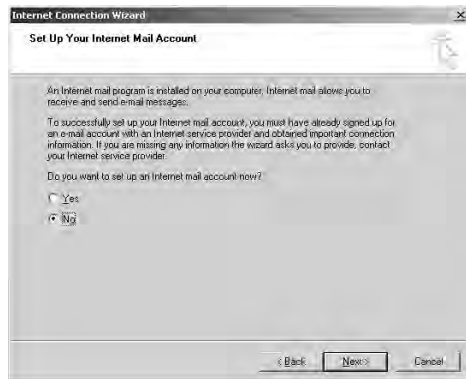 Internet Connection Wizard
Set Up Your Internet Mail Account
An Internet mail program is installed on your computer. Internet mail allows you to
receive and send e-mail messages.
To successfully set up your Internet mail account, you must have already signed up for
an e-mail account with an Internet service provider and obtained important connection
information. If you are missing any information the wizard asks you to provide, contact
your Internet service provider.
Do you want to set up an Internet mail account now?
Yes
No
< Back
Next >
Cancel